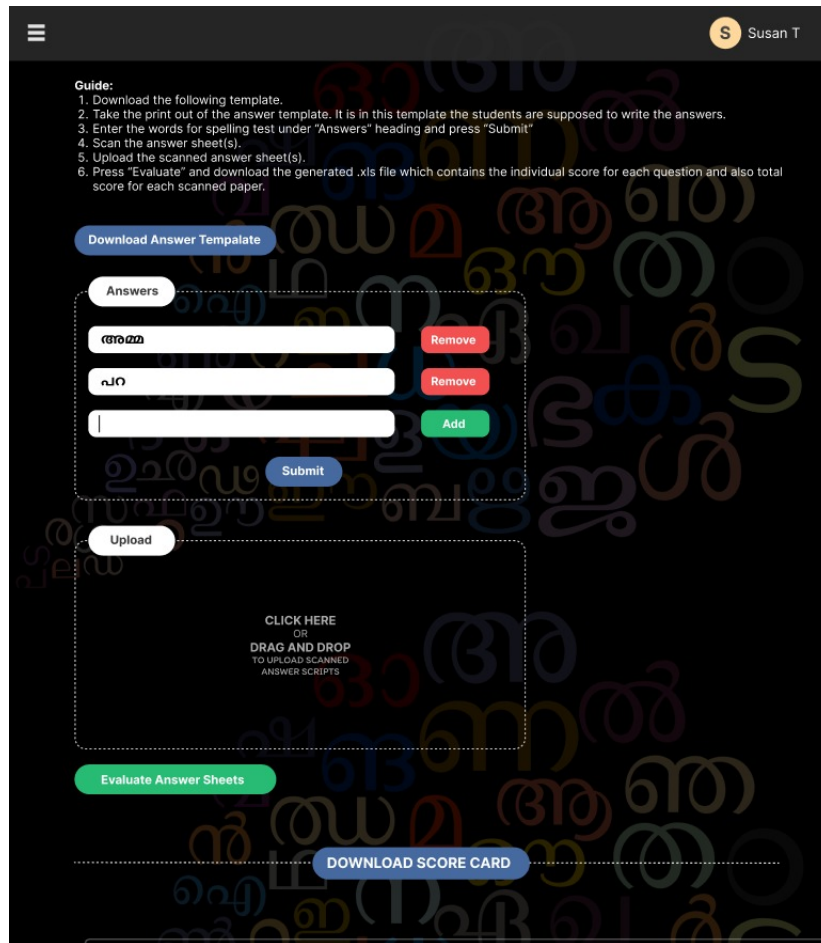 S Susan T
Guide:
1. Download the following template.
2. Take the print out of the answer template. It is in this template the students are supposed to write the answers.
3. Enter the words for spelling test under “Answers” heading and press “Submit”
4. Scan the answer sheet(s).
5. Upload the scanned answer sheet(s).
6. Press “Evaluate” and download the generated .xls file which contains the individual score for each question and also total
score for each scanned paper.
Download Answer Tempalate
Answers
അമ്മ Remove
പറ Remove
Add
Submit
Upload
CLICK HERE
OR
DRAG AND DROP
TO UPLOAD SCANNED
ANSWER SCRIPTS
Evaluate Answer Sheets
DOWNLOAD SCORE CARD